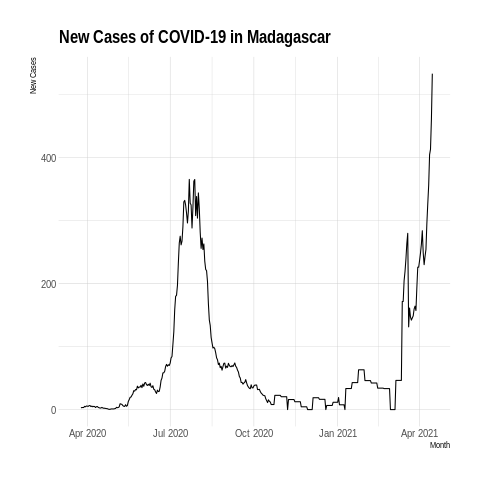 New Cases of COVID-19 in Madagascar
New Cases
400
200
0
Apr 2020 Jul 2020 Oct 2020 Jan 2021 Apr 2021
Month